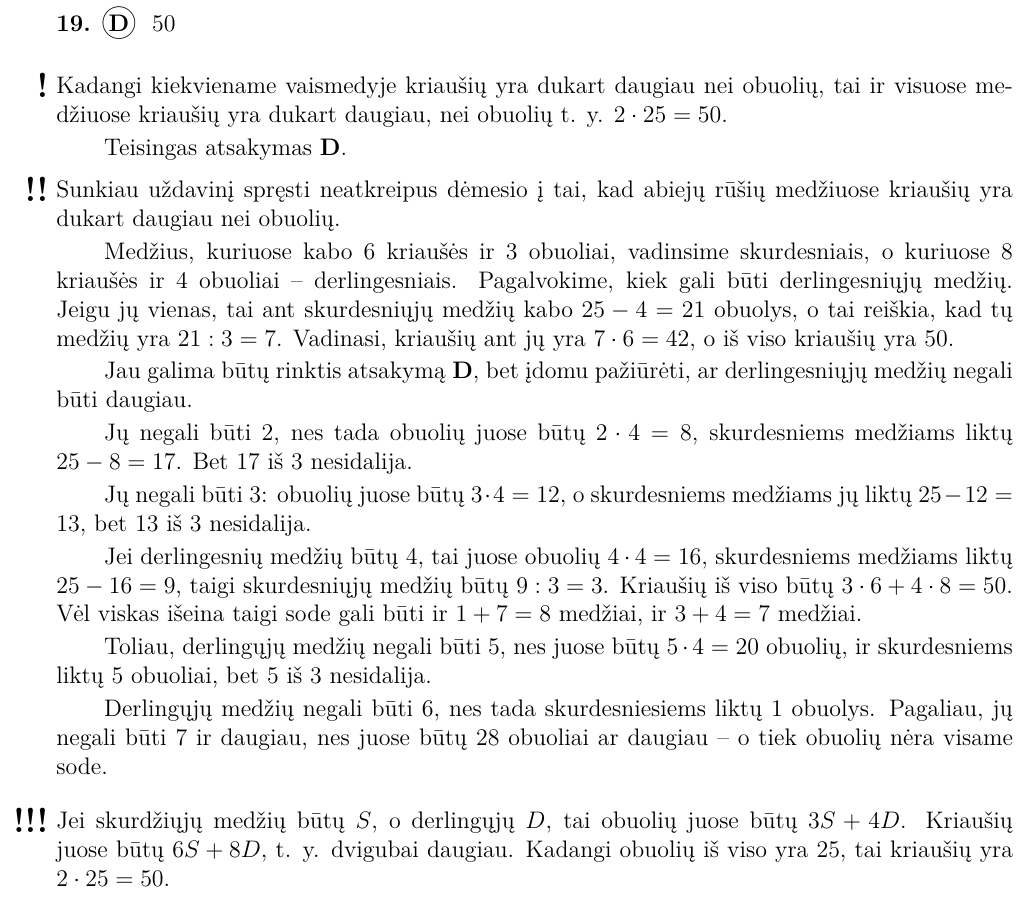 19. D 50
! Kadangi kiekviename vaismedyje kriaušių yra dukart daugiau nei obuolių, tai ir visuose me-
džiuose kriaušių yra dukart daugiau, nei obuolių t. y. 2 · 25 = 50.
Teisingas atsakymas D.
!! Sunkiau uždavinį spręsti neatkreipus dėmesio į tai, kad abiejų rūšių medžiuose kriaušių yra
dukart daugiau nei obuolių.
Medžius, kuriuose kabo 6 kriaušės ir 3 obuoliai, vadinsime skurdesniais, o kuriuose 8
kriaušės ir 4 obuoliai – derlingesniais. Pagalvokime, kiek gali būti derlingesniųjų medžių.
Jeigu jų vienas, tai ant skurdesniųjų medžių kabo 25 − 4 = 21 obuolys, o tai reiškia, kad tų
medžių yra 21 : 3 = 7. Vadinasi, kriaušių ant jų yra 7 · 6 = 42, o iš viso kriaušių yra 50.
Jau galima būtų rinktis atsakymą D, bet įdomu pažiūrėti, ar derlingesniųjų medžių negali
būti daugiau.
Jų negali būti 2, nes tada obuolių juose būtų 2 · 4 = 8, skurdesniems medžiams liktų
25 − 8 = 17. Bet 17 iš 3 nesidalija.
Jų negali būti 3: obuolių juose būtų 3·4 = 12, o skurdesniems medžiams jų liktų 25−12 =
13, bet 13 iš 3 nesidalija.
Jei derlingesnių medžių būtų 4, tai juose obuolių 4 · 4 = 16, skurdesniems medžiams liktų
25 − 16 = 9, taigi skurdesniųjų medžių būtų 9 : 3 = 3. Kriaušių iš viso būtų 3 · 6 + 4 · 8 = 50.
Vėl viskas išeina taigi sode gali būti ir 1 + 7 = 8 medžiai, ir 3 + 4 = 7 medžiai.
Toliau, derlingųjų medžių negali būti 5, nes juose būtų 5 · 4 = 20 obuolių, ir skurdesniems
liktų 5 obuoliai, bet 5 iš 3 nesidalija.
Derlingųjų medžių negali būti 6, nes tada skurdesniesiems liktų 1 obuolys. Pagaliau, jų
negali būti 7 ir daugiau, nes juose būtų 28 obuoliai ar daugiau – o tiek obuolių nėra visame
sode.
!!! Jei skurdžiųjų medžių būtų S, o derlingųjų D, tai obuolių juose būtų 3S + 4D. Kriaušių
juose būtų 6S + 8D, t. y. dvigubai daugiau. Kadangi obuolių iš viso yra 25, tai kriaušių yra
2 · 25 = 50.